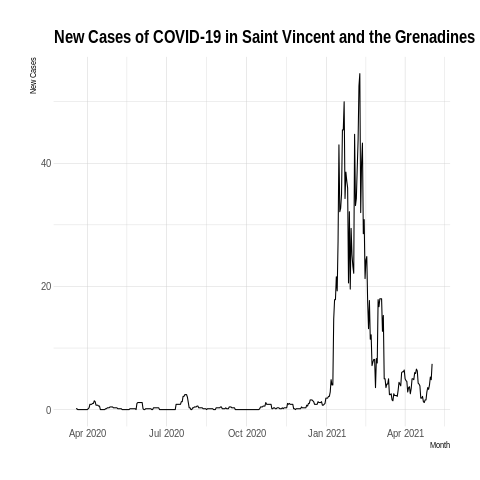 New Cases of COVID-19 in Saint Vincent and the Grenadines
New Cases
40
20
0
Apr 2020 Jul 2020 Oct 2020 Jan 2021 Apr 2021
Month